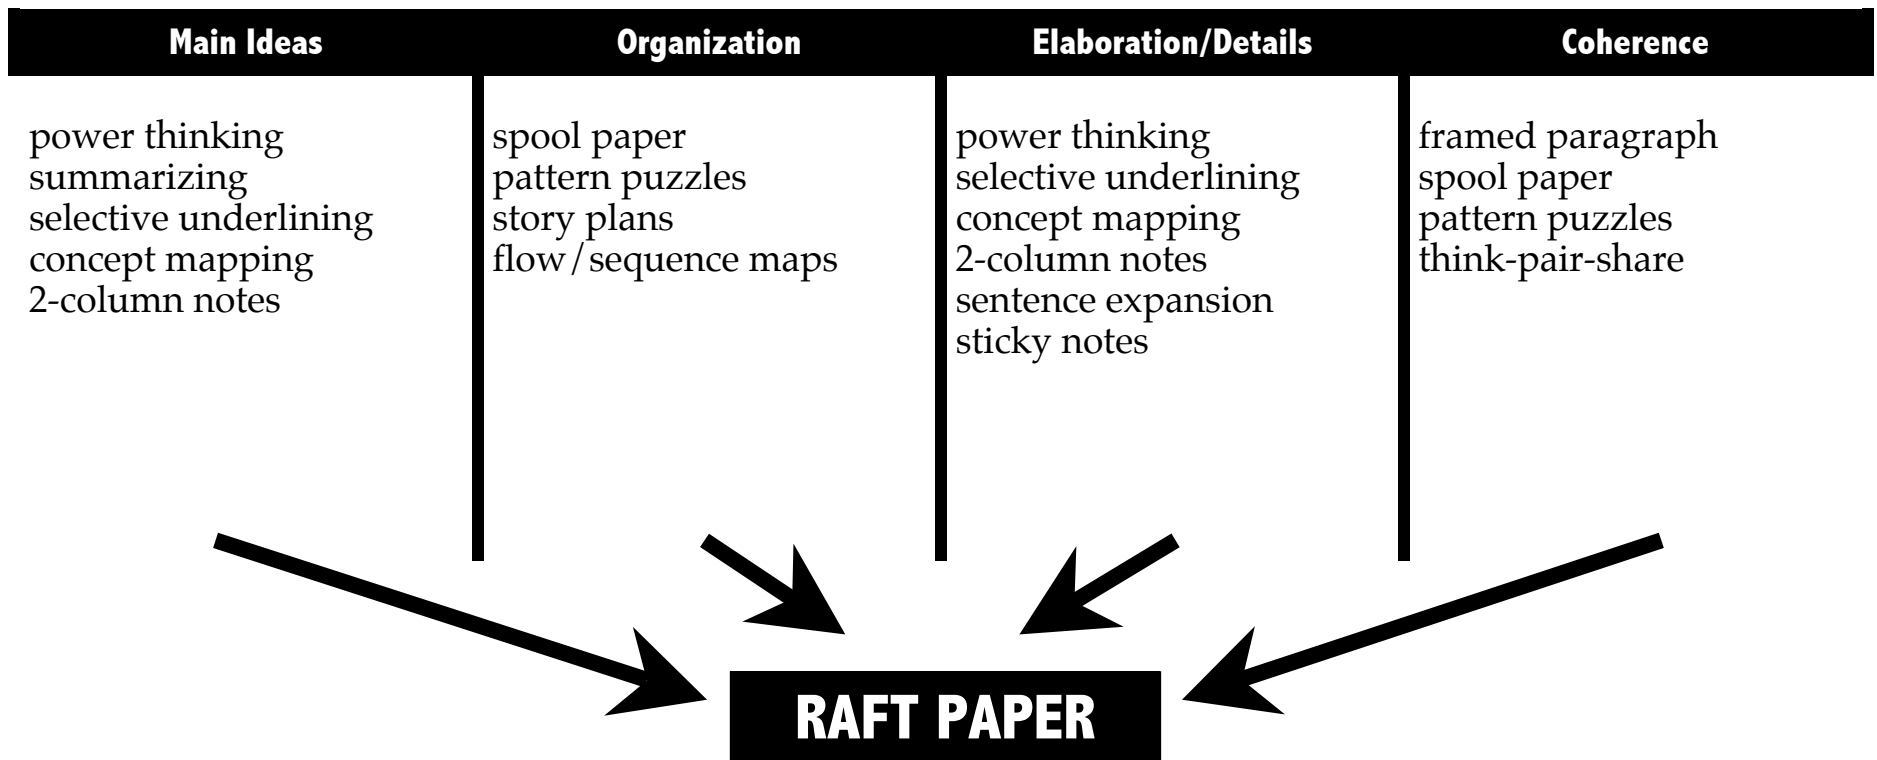 Main Ideas
Organization
Elaboration/Details
Coherence
power thinking
summarizing
selective underlining
concept mapping
2-column notes
spool paper
pattern puzzles
story plans
flow/sequence maps
power thinking
selective underlining
concept mapping
2-column notes
sentence expansion
sticky notes
framed paragraph
spool paper
pattern puzzles
think-pair-share
RAFT PAPER